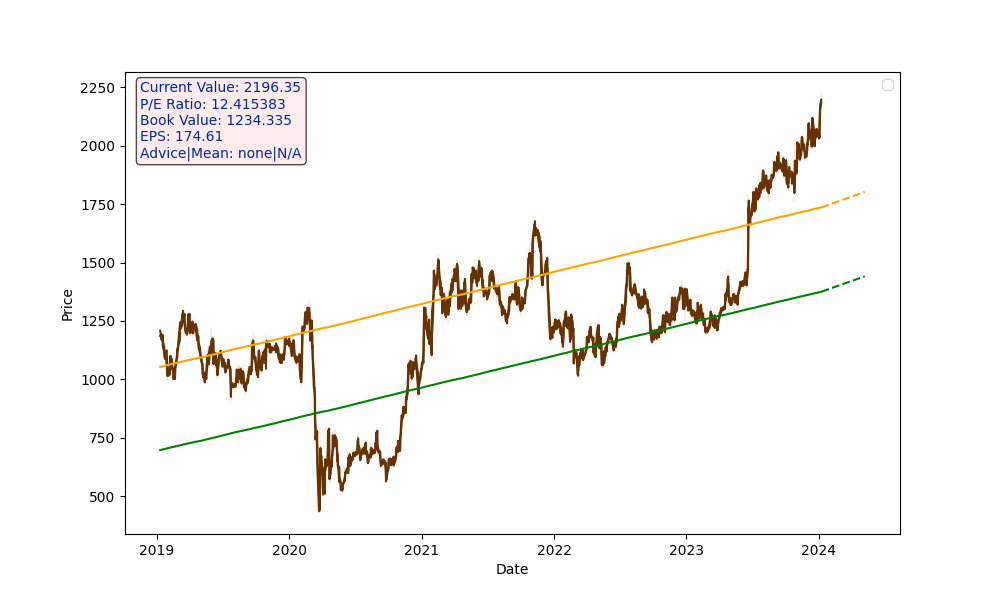 Current Value: 2196.35
P/E Ratio: 12.415383
Book Value: 1234.335
EPS: 174.61
Advice|Mean: none|N/A
2250
2000
1750
1500
1250
1000
750
500
Price
2019 2020 2021 2022 2023 2024
Date